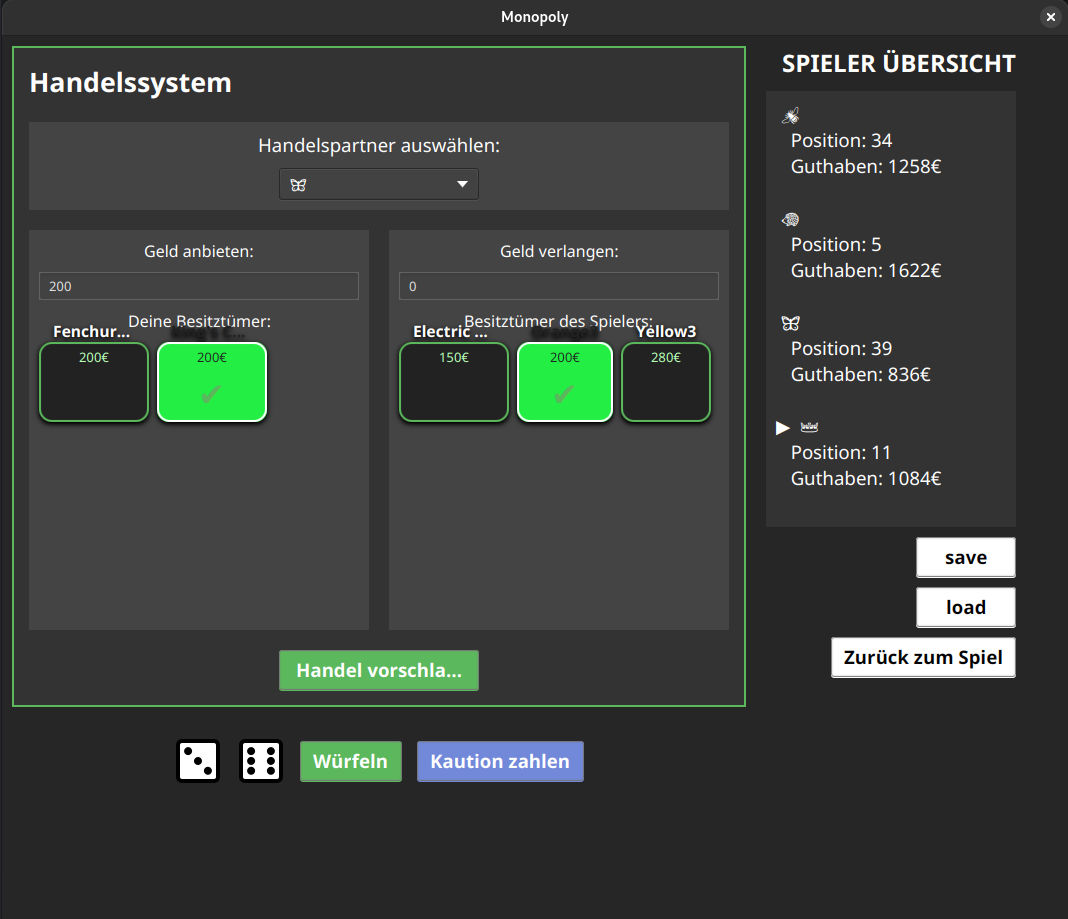 Monopoly
Handelssystem
Handelspartner auswählen:
Geld anbieten:
200
Deine Besitztümer:
Fenchur...
200€
200€
✔
Geld verlangen:
0
Besitztümer des Spielers:
Electric ...
Yellow3
150€
200€
280€
✔
Handel vorschla...
Würfeln
Kaution zahlen
SPIELER ÜBERSICHT
Position: 34
Guthaben: 1258€
Position: 5
Guthaben: 1622€
Position: 39
Guthaben: 836€
Position: 11
Guthaben: 1084€
save
load
Zurück zum Spiel